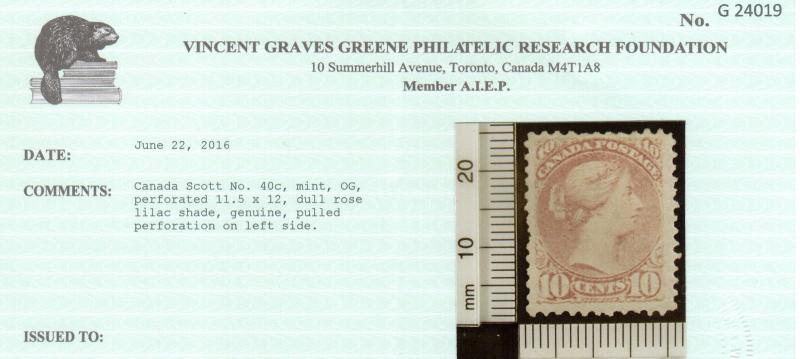 No. G 24019
VINCENT GRAVES GREENE PHILATELIC RESEARCH FOUNDATION
10 Summerhill Avenue, Toronto, Canada M4T1A8
Member A.I.E.P.
DATE: June 22, 2016
COMMENTS: Canada Scott No. 40c, mint, OG,
perforated 11.5 x 12, dull rose
lilac shade, genuine, pulled
perforation on left side.
20
10
mm
10 CANADA POSTAGE 10
10 CENTS 10
ISSUED TO: